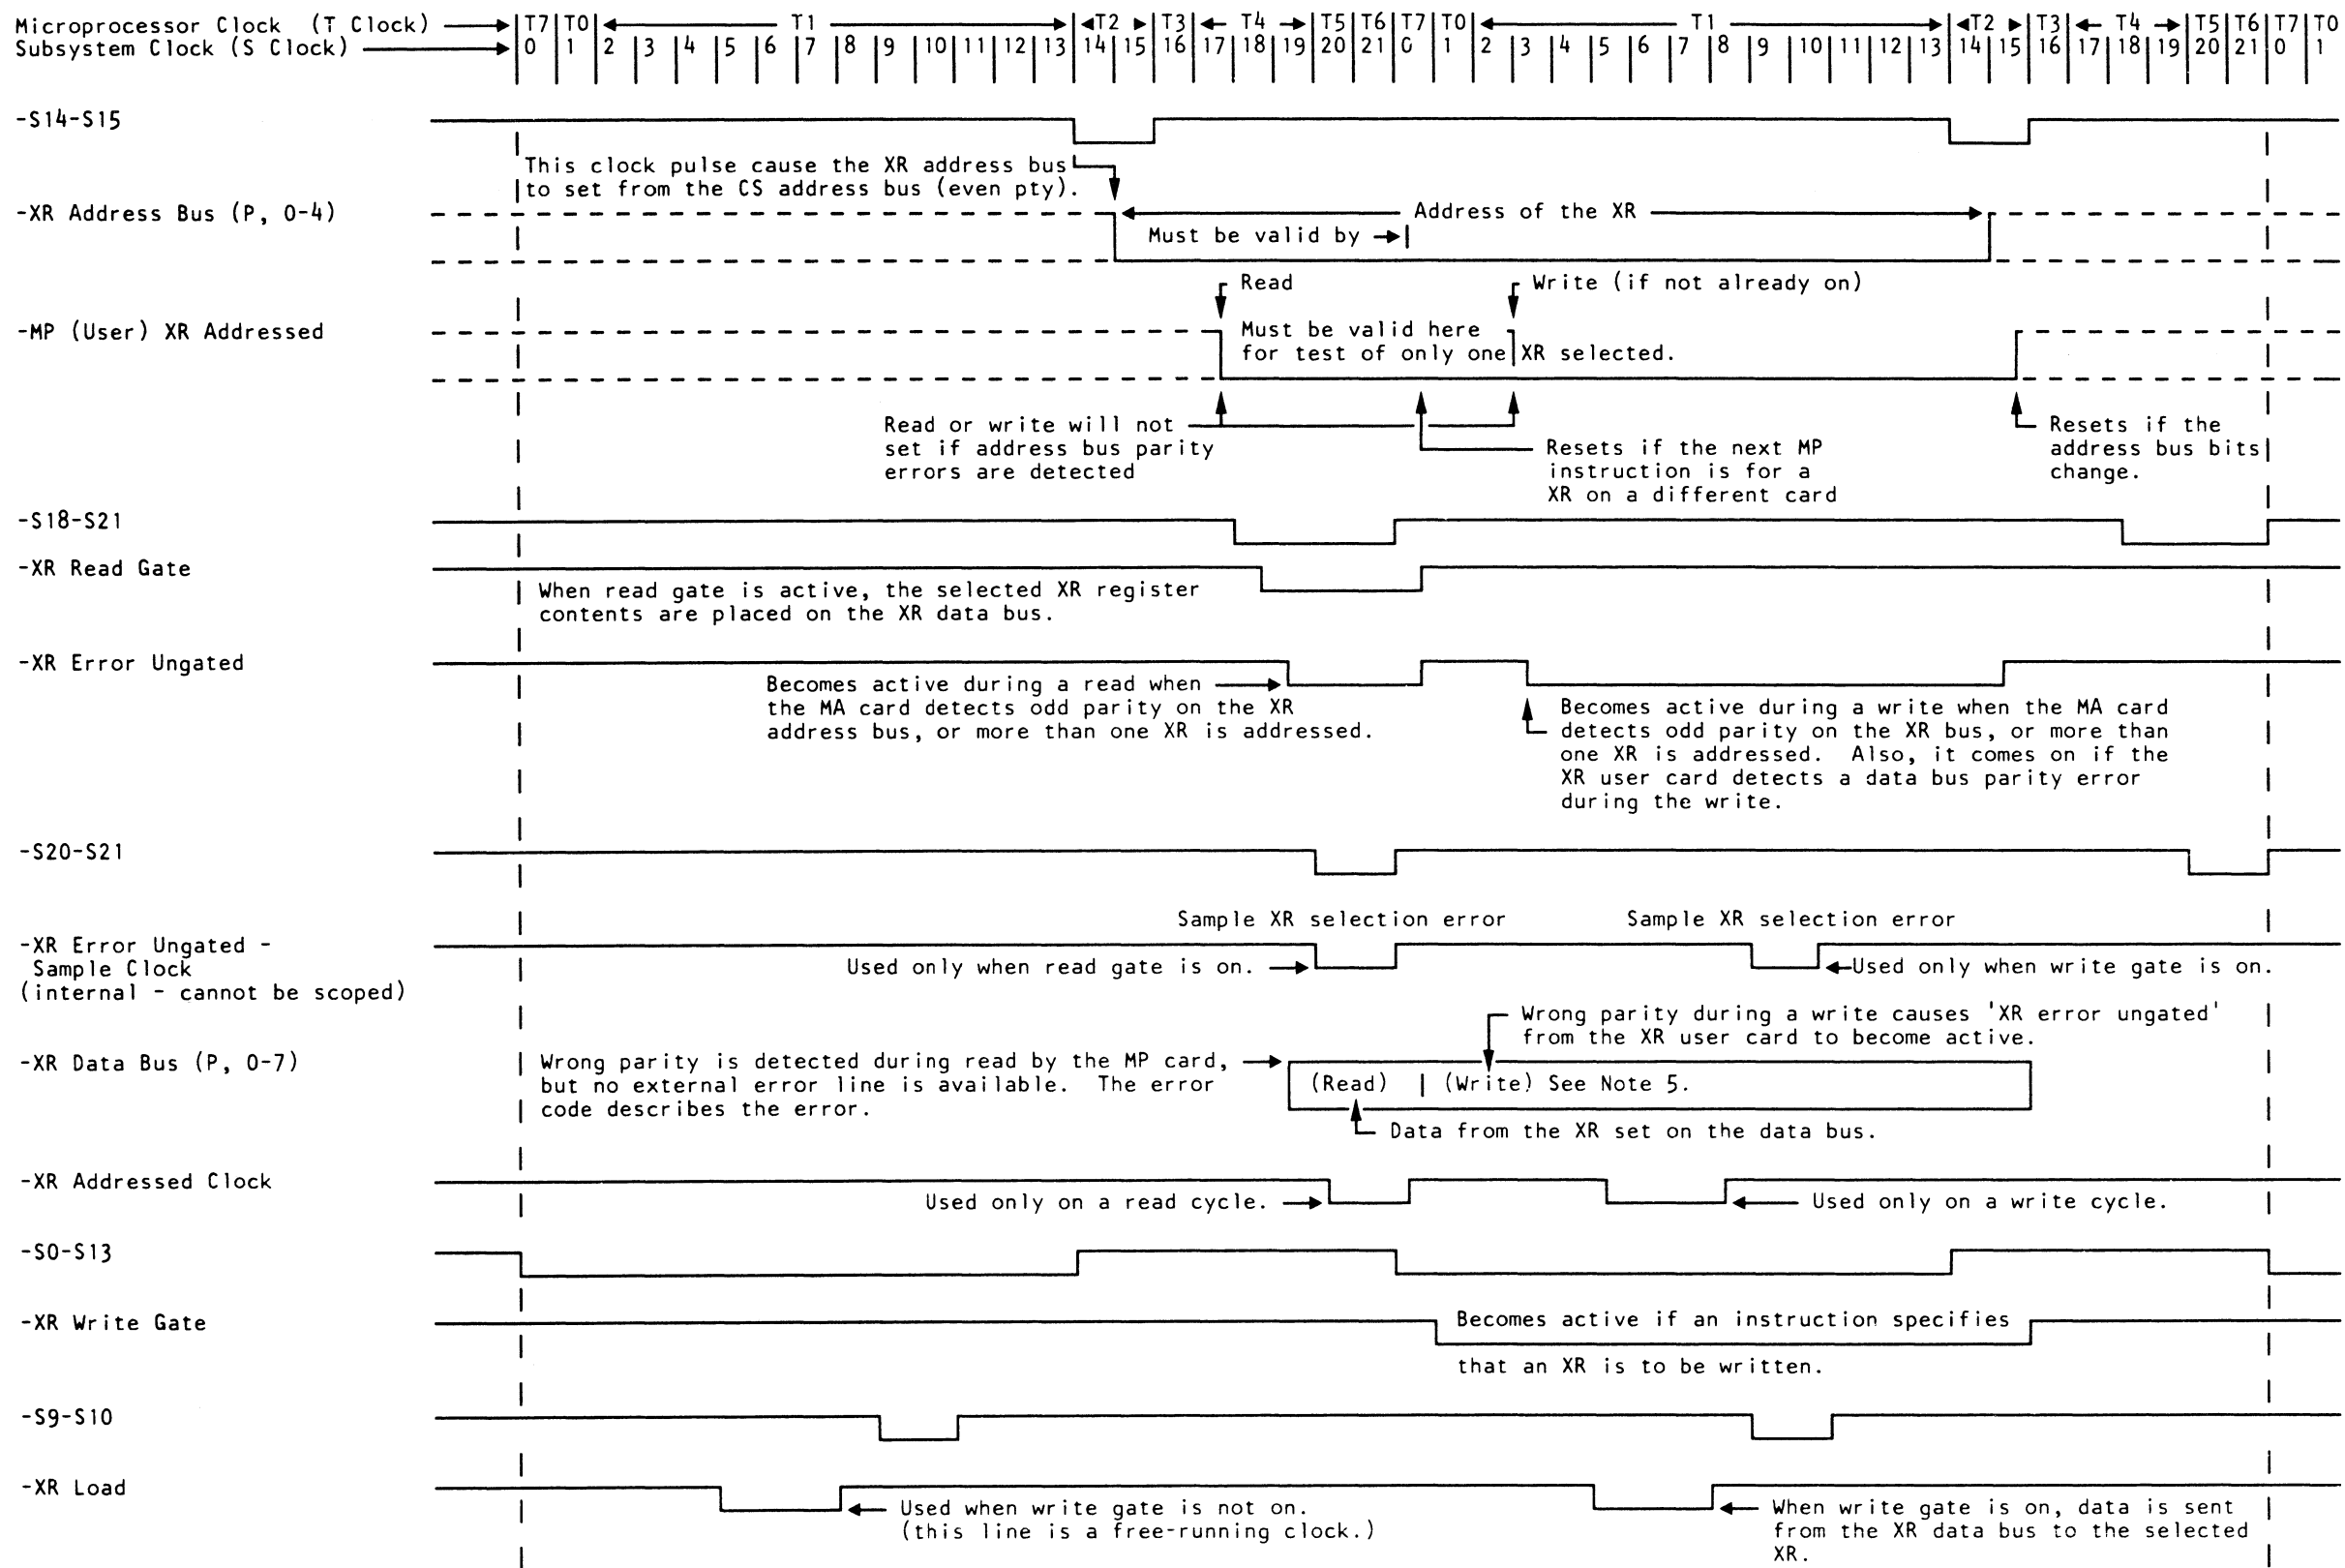 Microprocessor Clock (T Clock) T7 T0 T1 T2 T3 T4 T5 T6 T7 T0 T1 T2 T3 T4 T5 T6 T7 T0
Subsystem Clock (S Clock) 0 1 2 3 4 5 6 7 8 9 10 11 12 13 14 15 16 17 18 19 20 21 0 1 2 3 4 5 6 7 8 9 10 11 12 13 14 15 16 17 18 19 20 21 0 1
-S14-S15
This clock pulse cause the XR address bus
to set from the CS address bus (even pty).
-XR Address Bus (P, 0-4)
Address of the XR
Must be valid by
Read
Write (if not already on)
-MP (User) XR Addressed
Must be valid here
for test of only one XR selected.
Read or write will not
set if address bus parity
errors are detected
Resets if the next MP
instruction is for a
XR on a different card
Resets if the
address bus bits
change.
-S18-S21
-XR Read Gate
When read gate is active, the selected XR register
contents are placed on the XR data bus.
-XR Error Ungated
Becomes active during a read when
the MA card detects odd parity on the XR
address bus, or more than one XR is addressed.
Becomes active during a write when the MA card
detects odd parity on the XR bus, or more than
one XR is addressed. Also, it comes on if the
XR user card detects a data bus parity error
during the write.
-S20-S21
Sample XR selection error
Sample XR selection error
-XR Error Ungated -
Sample Clock
(internal - cannot be scoped)
Used only when read gate is on.
Used only when write gate is on.
Wrong parity during a write causes 'XR error ungated'
from the XR user card to become active.
-XR Data Bus (P, 0-7)
Wrong parity is detected during read by the MP card,
but no external error line is available. The error
code describes the error.
(Read) | (Write) See Note 5.
Data from the XR set on the data bus.
-XR Addressed Clock
Used only on a read cycle.
Used only on a write cycle.
-S0-S13
-XR Write Gate
Becomes active if an instruction specifies
that an XR is to be written.
-S9-S10
-XR Load
Used when write gate is not on.
(this line is a free-running clock.)
When write gate is on, data is sent
from the XR data bus to the selected
XR.